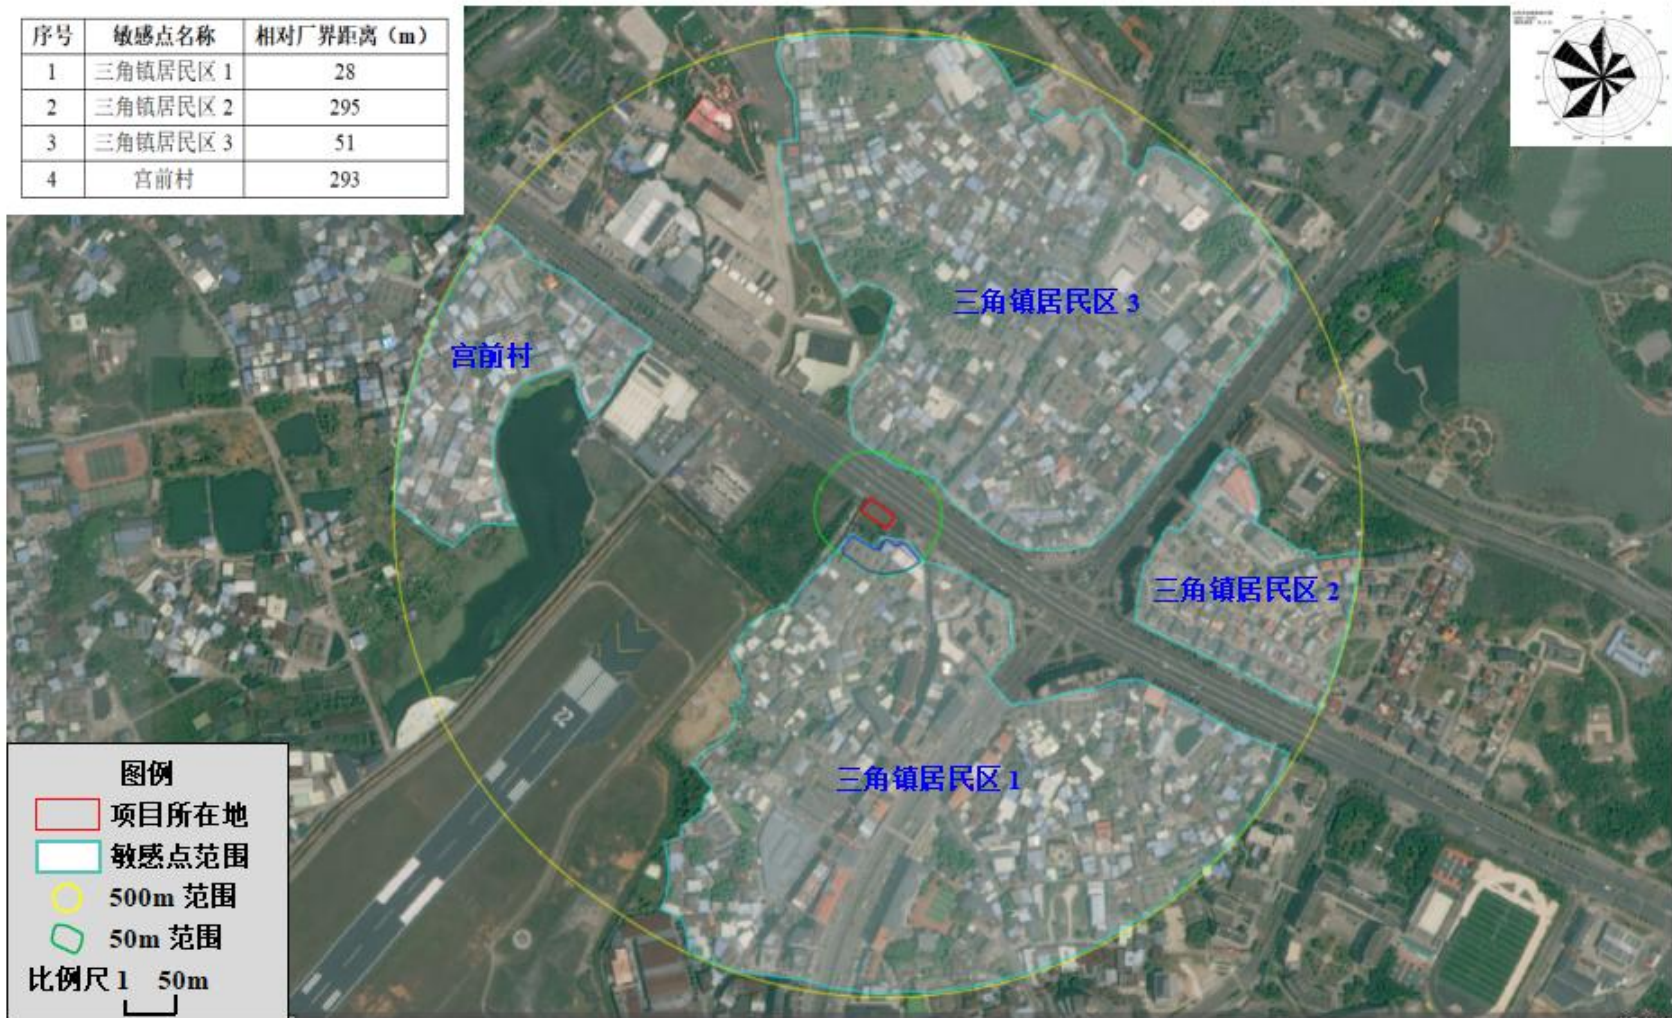 序号 敏感点名称 相对厂界距离（m）
1 三角镇居民区 1 28
2 三角镇居民区 2 295
3 三角镇居民区 3 51
4 宫前村 293
三角镇居民区 3
宫前村
三角镇居民区 2
22
三角镇居民区 1
图例
项目所在地
敏感点范围
500m 范围
50m 范围
比例尺 1 50m